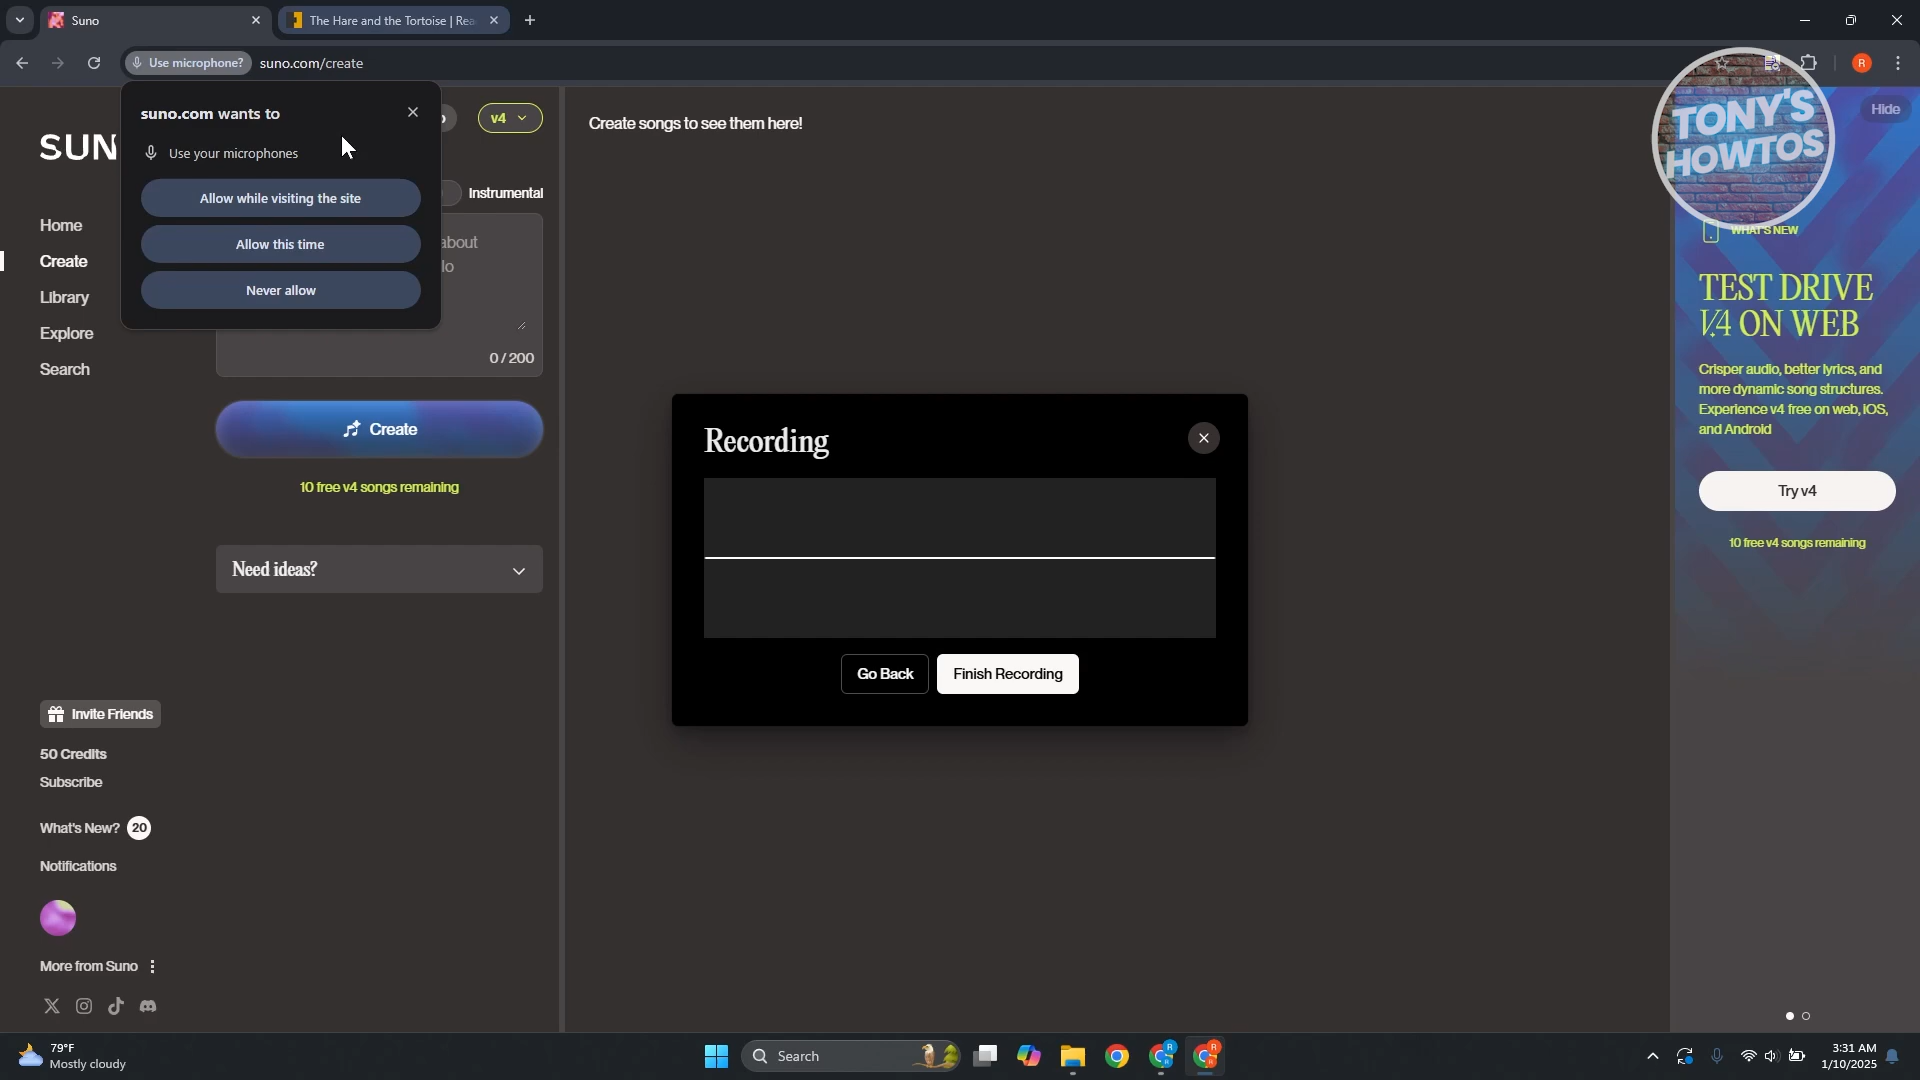 Suno
The Hare and the Tortoise | Rea
Use microphone?
suno.com/create
R
suno.com wants to
Use your microphones
Allow while visiting the site
Allow this time
Never allow
SUN
v4
Instrumental
about
lo
0 / 200
Home
Create
Library
Explore
Search
Create
10 free v4 songs remaining
Need ideas?
Invite Friends
50 Credits
Subscribe
What's New? 20
Notifications
More from Suno
Create songs to see them here!
Recording
Go Back
Finish Recording
TONY'S
HOWTOS
Hide
WHAT'S NEW
TEST DRIVE
V4 ON WEB
Crisper audio, better lyrics, and
more dynamic song structures.
Experience v4 free on web, iOS,
and Android
Try v4
10 free v4 songs remaining
79°F
Mostly cloudy
Search
R
R
3:31 AM
1/10/2025